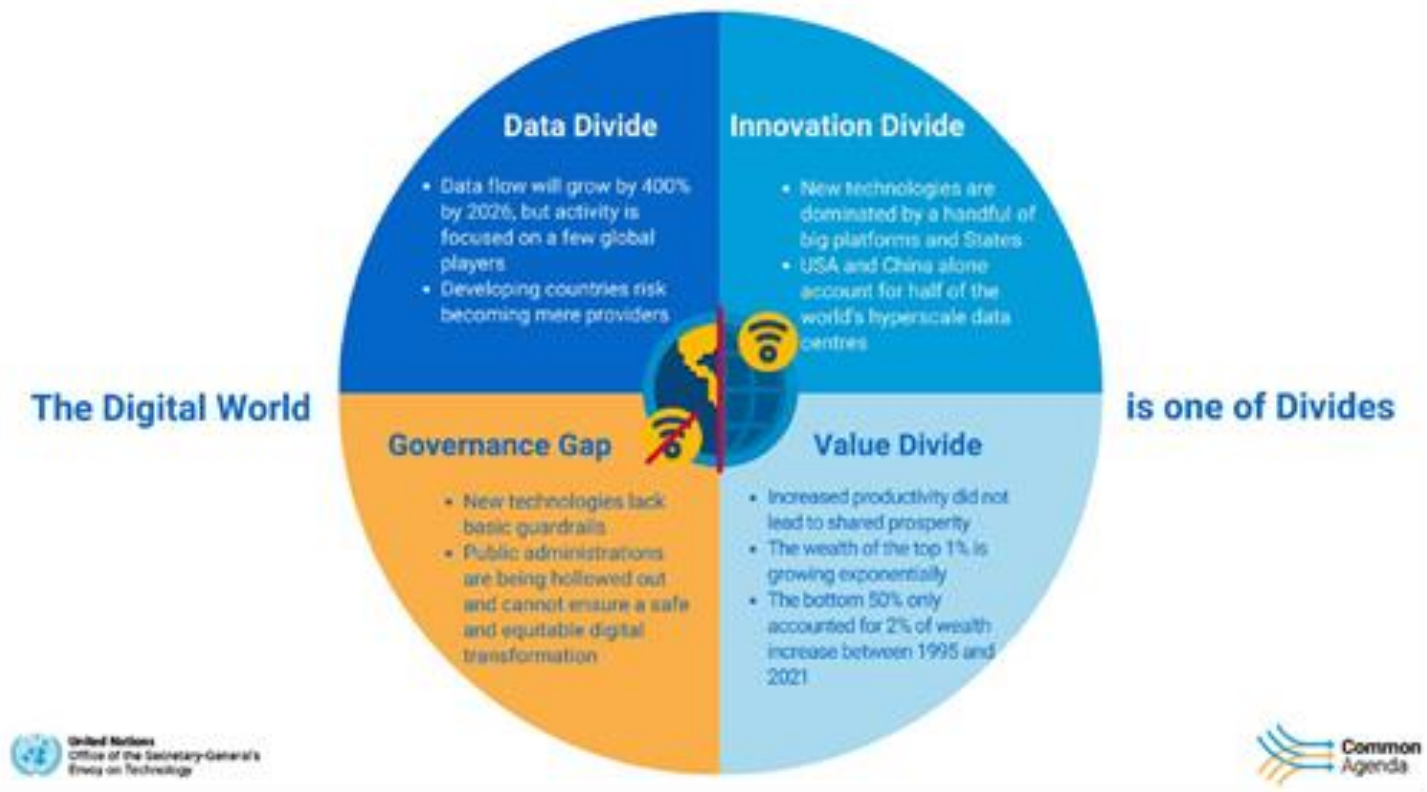 Data Divide
• Data flow will grow by 400%
by 2026, but activity is
focused on a few global
players
• Developing countries risk
becoming mere providers
Innovation Divide
• New technologies are
dominated by a handful of
big platforms and States
• USA and China alone
account for half of the
world's hyperscale data
centres
The Digital World
is one of Divides
Governance Gap
• New technologies lack
basic guardrails
• Public administrations
are being hollowed out
and cannot ensure a safe
and equitable digital
transformation
Value Divide
• Increased productivity did not
lead to shared prosperity
• The wealth of the top 1% is
growing exponentially
• The bottom 50% only
accounted for 2% of wealth
increase between 1995 and
2021
United Nations
Office of the Secretary-General's
Envoy on Technology
Common
Agenda